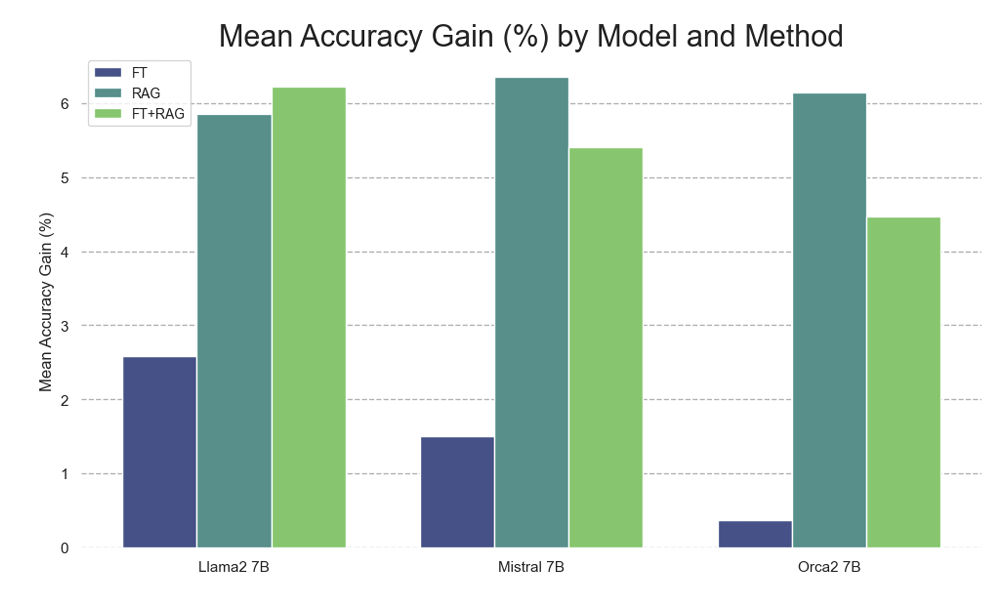 Mean Accuracy Gain (%) by Model and Method
FT
RAG
FT+RAG
Mean Accuracy Gain (%)
6
5
4
3
2
1
0
Llama2 7B
Mistral 7B
Orca2 7B